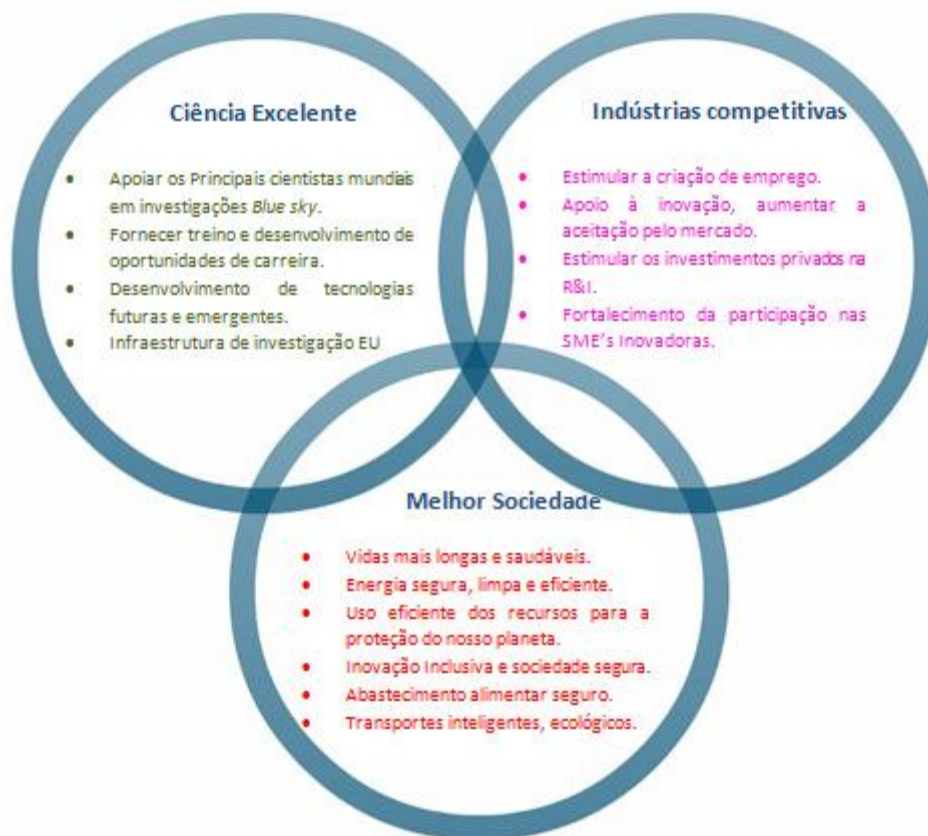 Ciência Excelente
• Apoiar os Principais cientistas mundiais
em investigações Blue sky.
• Fornecer treino e desenvolvimento de
oportunidades de carreira.
• Desenvolvimento de tecnologias
futuras e emergentes.
• Infraestrutura de investigação EU
Indústrias competitivas
• Estimular a criação de emprego.
• Apoio à inovação, aumentar a
aceitação pelo mercado.
• Estimular os investimentos privados na
R&I.
• Fortalecimento da participação nas
SME's Inovadoras.
Melhor Sociedade
• Vidas mais longas e saudáveis.
• Energia segura, limpa e eficiente.
• Uso eficiente dos recursos para a
proteção do nosso planeta.
• Inovação Inclusiva e sociedade segura.
• Abastecimento alimentar seguro.
• Transportes inteligentes, ecológicos.